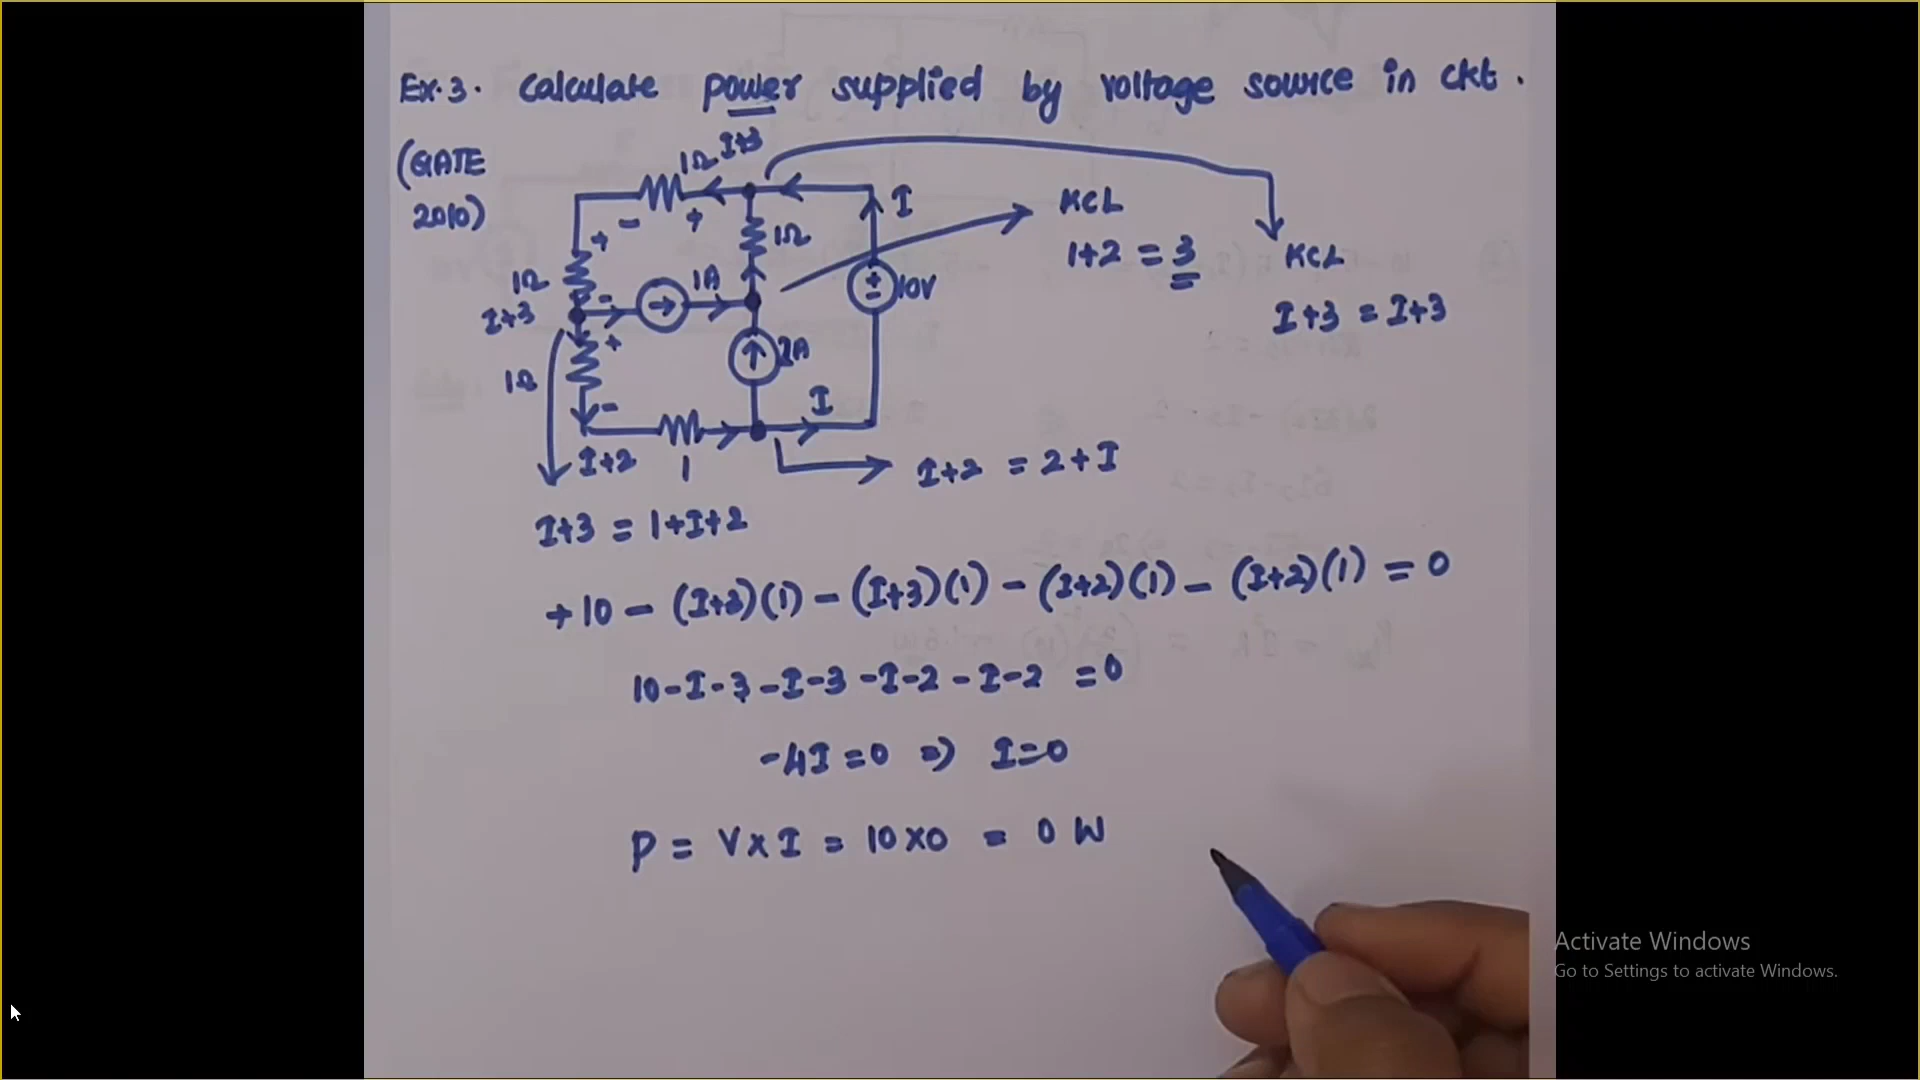 Ex.3. Calculate power supplied by voltage source in ckt.
(GATE
2010)
1Ω I+3
I
KCL
1+2 = 3
KCL
I+3 = I+3
1Ω
1Ω
1A
10V
I+3
2A
1Ω
I
I+2
1
I+2 = 2+I
I+3 = 1+I+2
+10 - (I+3)(1) - (I+3)(1) - (I+2)(1) - (I+2)(1) = 0
10-I-3-I-3-I-2-I-2 =0
-4I=0 ⇒ I=0
P = V×I = 10×0 = 0 W
Activate Windows
Go to Settings to activate Windows.